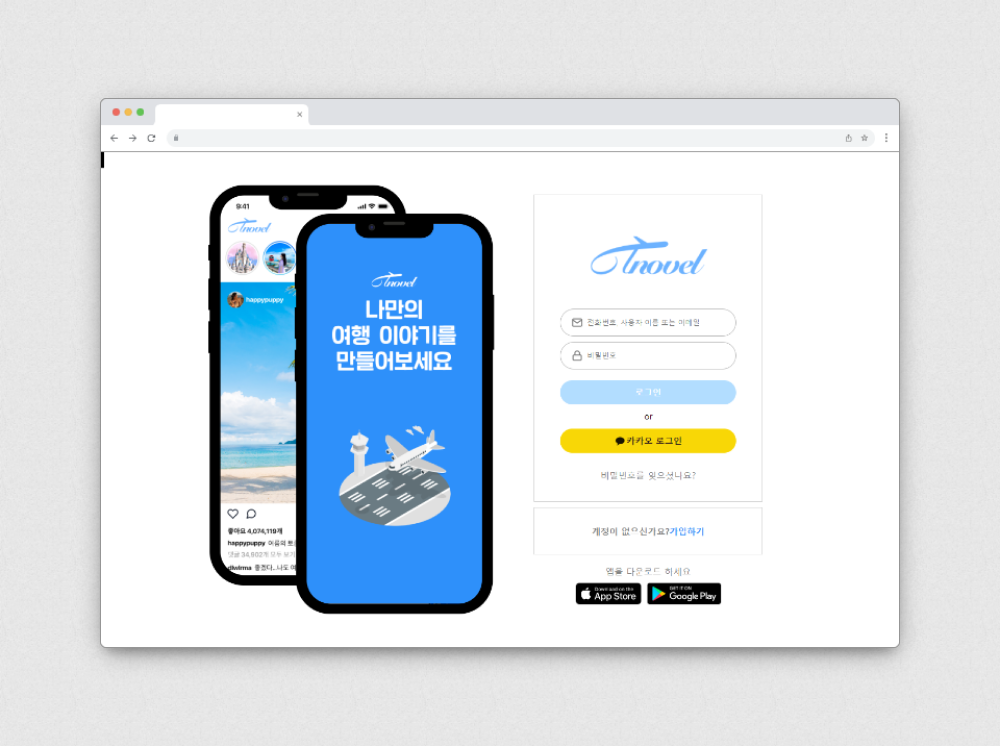 9:41
Tnovel
happypuppy
좋아요 4,074,119개
happypuppy 여름의 트
댓글 34,602개 모두 보기
dlwlrma 좋겠다..나도 여
Tnovel
나만의
여행 이야기를
만들어보세요
Tnovel
전화번호, 사용자 이름 또는 이메일
비밀번호
로그인
or
카카오 로그인
비밀번호를 잊으셨나요?
계정이 없으신가요?가입하기
앱을 다운로드 하세요
Download on the
App Store
GET IT ON
Google Play